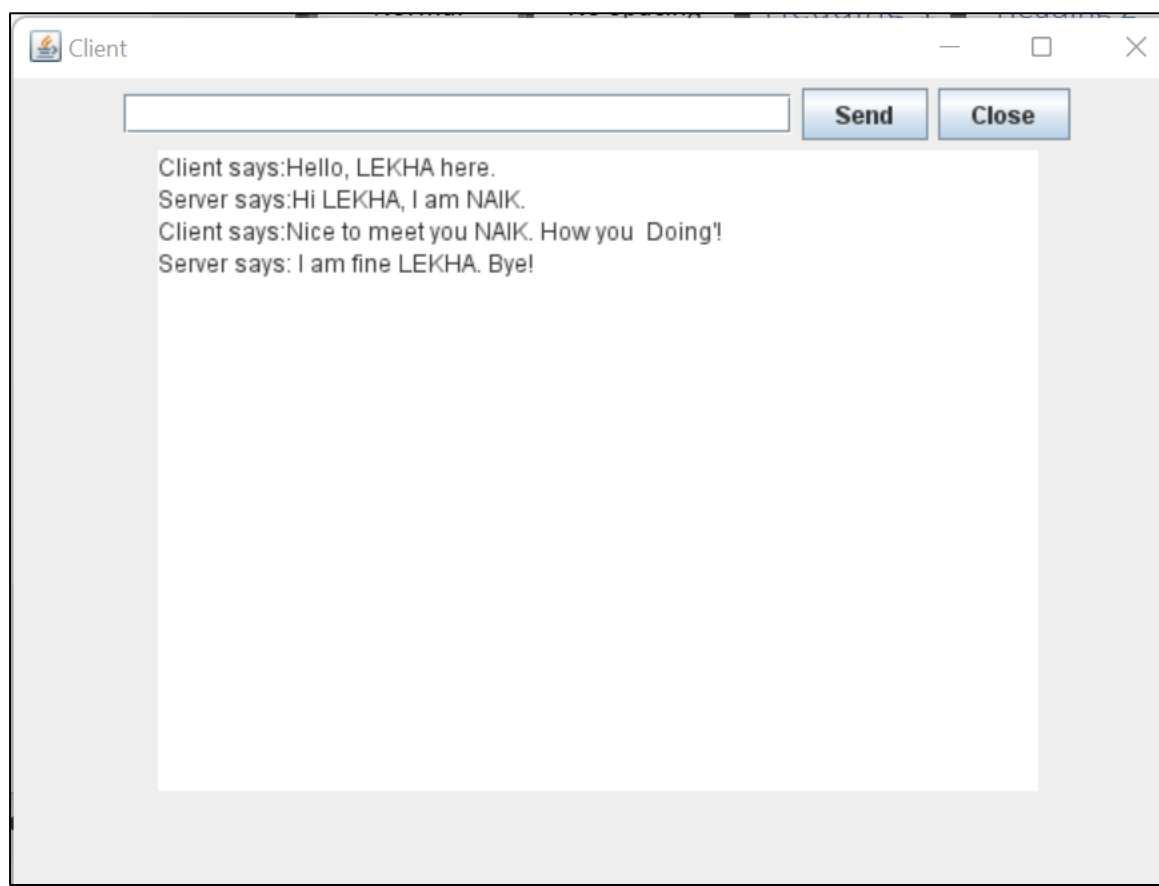 Client
Send Close
Client says:Hello, LEKHA here.
Server says:Hi LEKHA, I am NAIK.
Client says:Nice to meet you NAIK. How you  Doing'!
Server says: I am fine LEKHA. Bye!